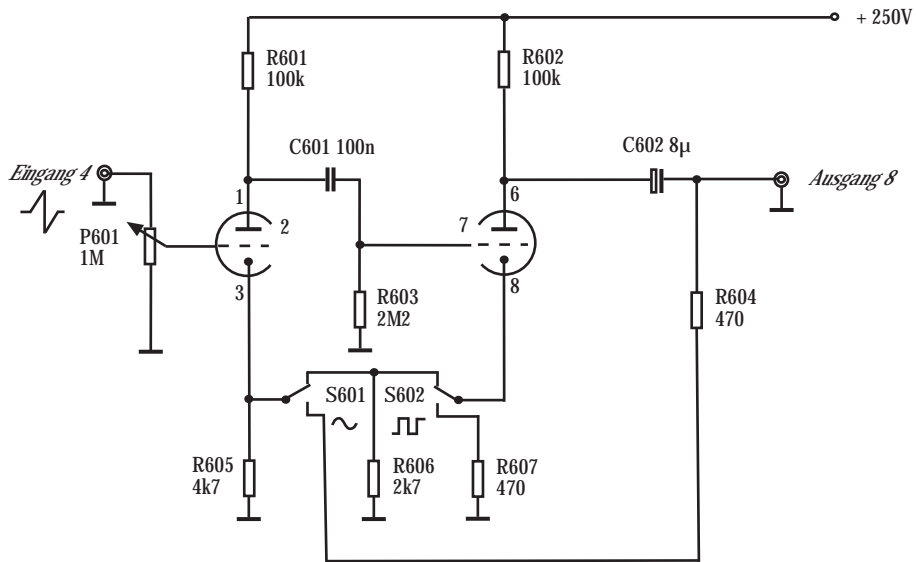 + 250V
R601
100k
R602
100k
C601 100n
C602 8µ
Eingang 4
Ausgang 8
1
2
3
6
7
8
P601
1M
R603
2M2
R604
470
S601
S602
R605
4k7
R606
2k7
R607
470